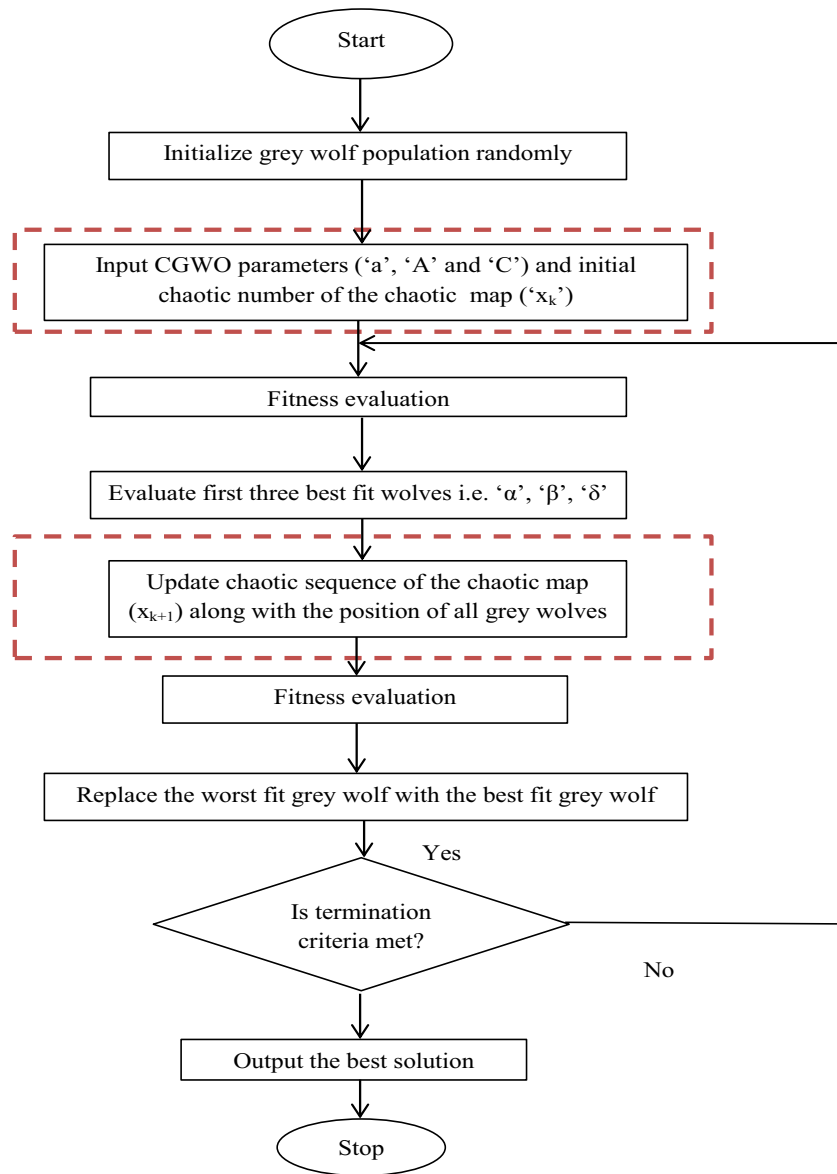 Start
Initialize grey wolf population randomly
Input CGWO parameters (‘a’, ‘A’ and ‘C’) and initial
chaotic number of the chaotic map (‘xₖ’)
Fitness evaluation
Evaluate first three best fit wolves i.e. ‘α’, ‘β’, ‘δ’
Update chaotic sequence of the chaotic map
(xₖ₊₁) along with the position of all grey wolves
Fitness evaluation
Replace the worst fit grey wolf with the best fit grey wolf
Yes
Is termination
criteria met?
No
Output the best solution
Stop